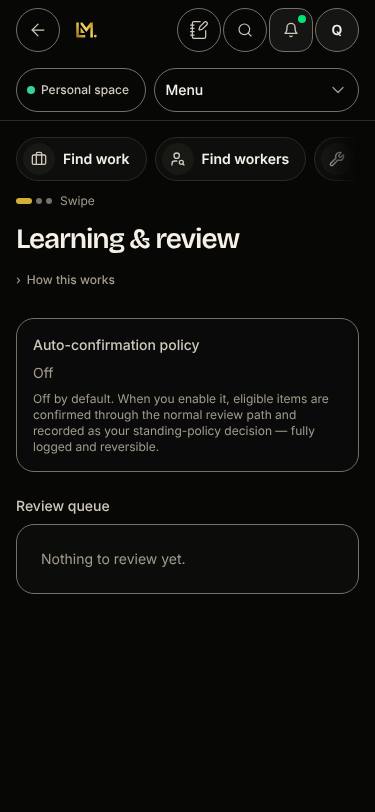 LM.
Q
Personal space
Menu
Find work
Find workers
Swipe
Learning & review
› How this works
Auto-confirmation policy
Off
Off by default. When you enable it, eligible items are
confirmed through the normal review path and
recorded as your standing-policy decision — fully
logged and reversible.
Review queue
Nothing to review yet.